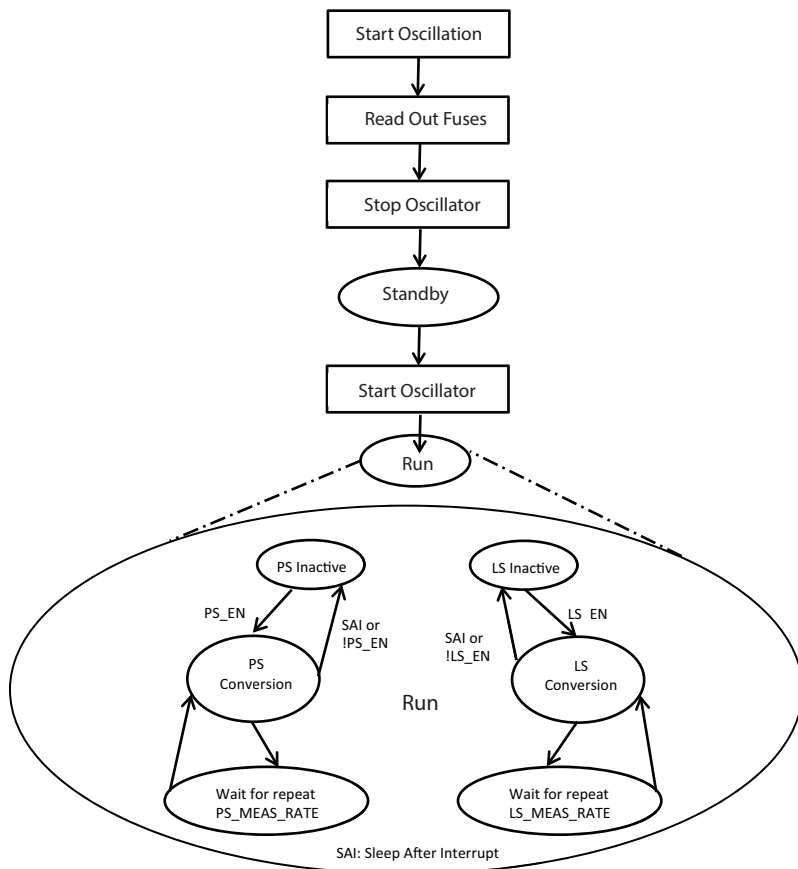 Start Oscillation
Read Out Fuses
Stop Oscillator
Standby
Start Oscillator
Run
PS Inactive
LS Inactive
PS_EN
SAI or
!PS_EN
SAI or
!LS_EN
LS EN
PS
Conversion
Run
LS
Conversion
Wait for repeat
PS_MEAS_RATE
Wait for repeat
LS_MEAS_RATE
SAI: Sleep After Interrupt